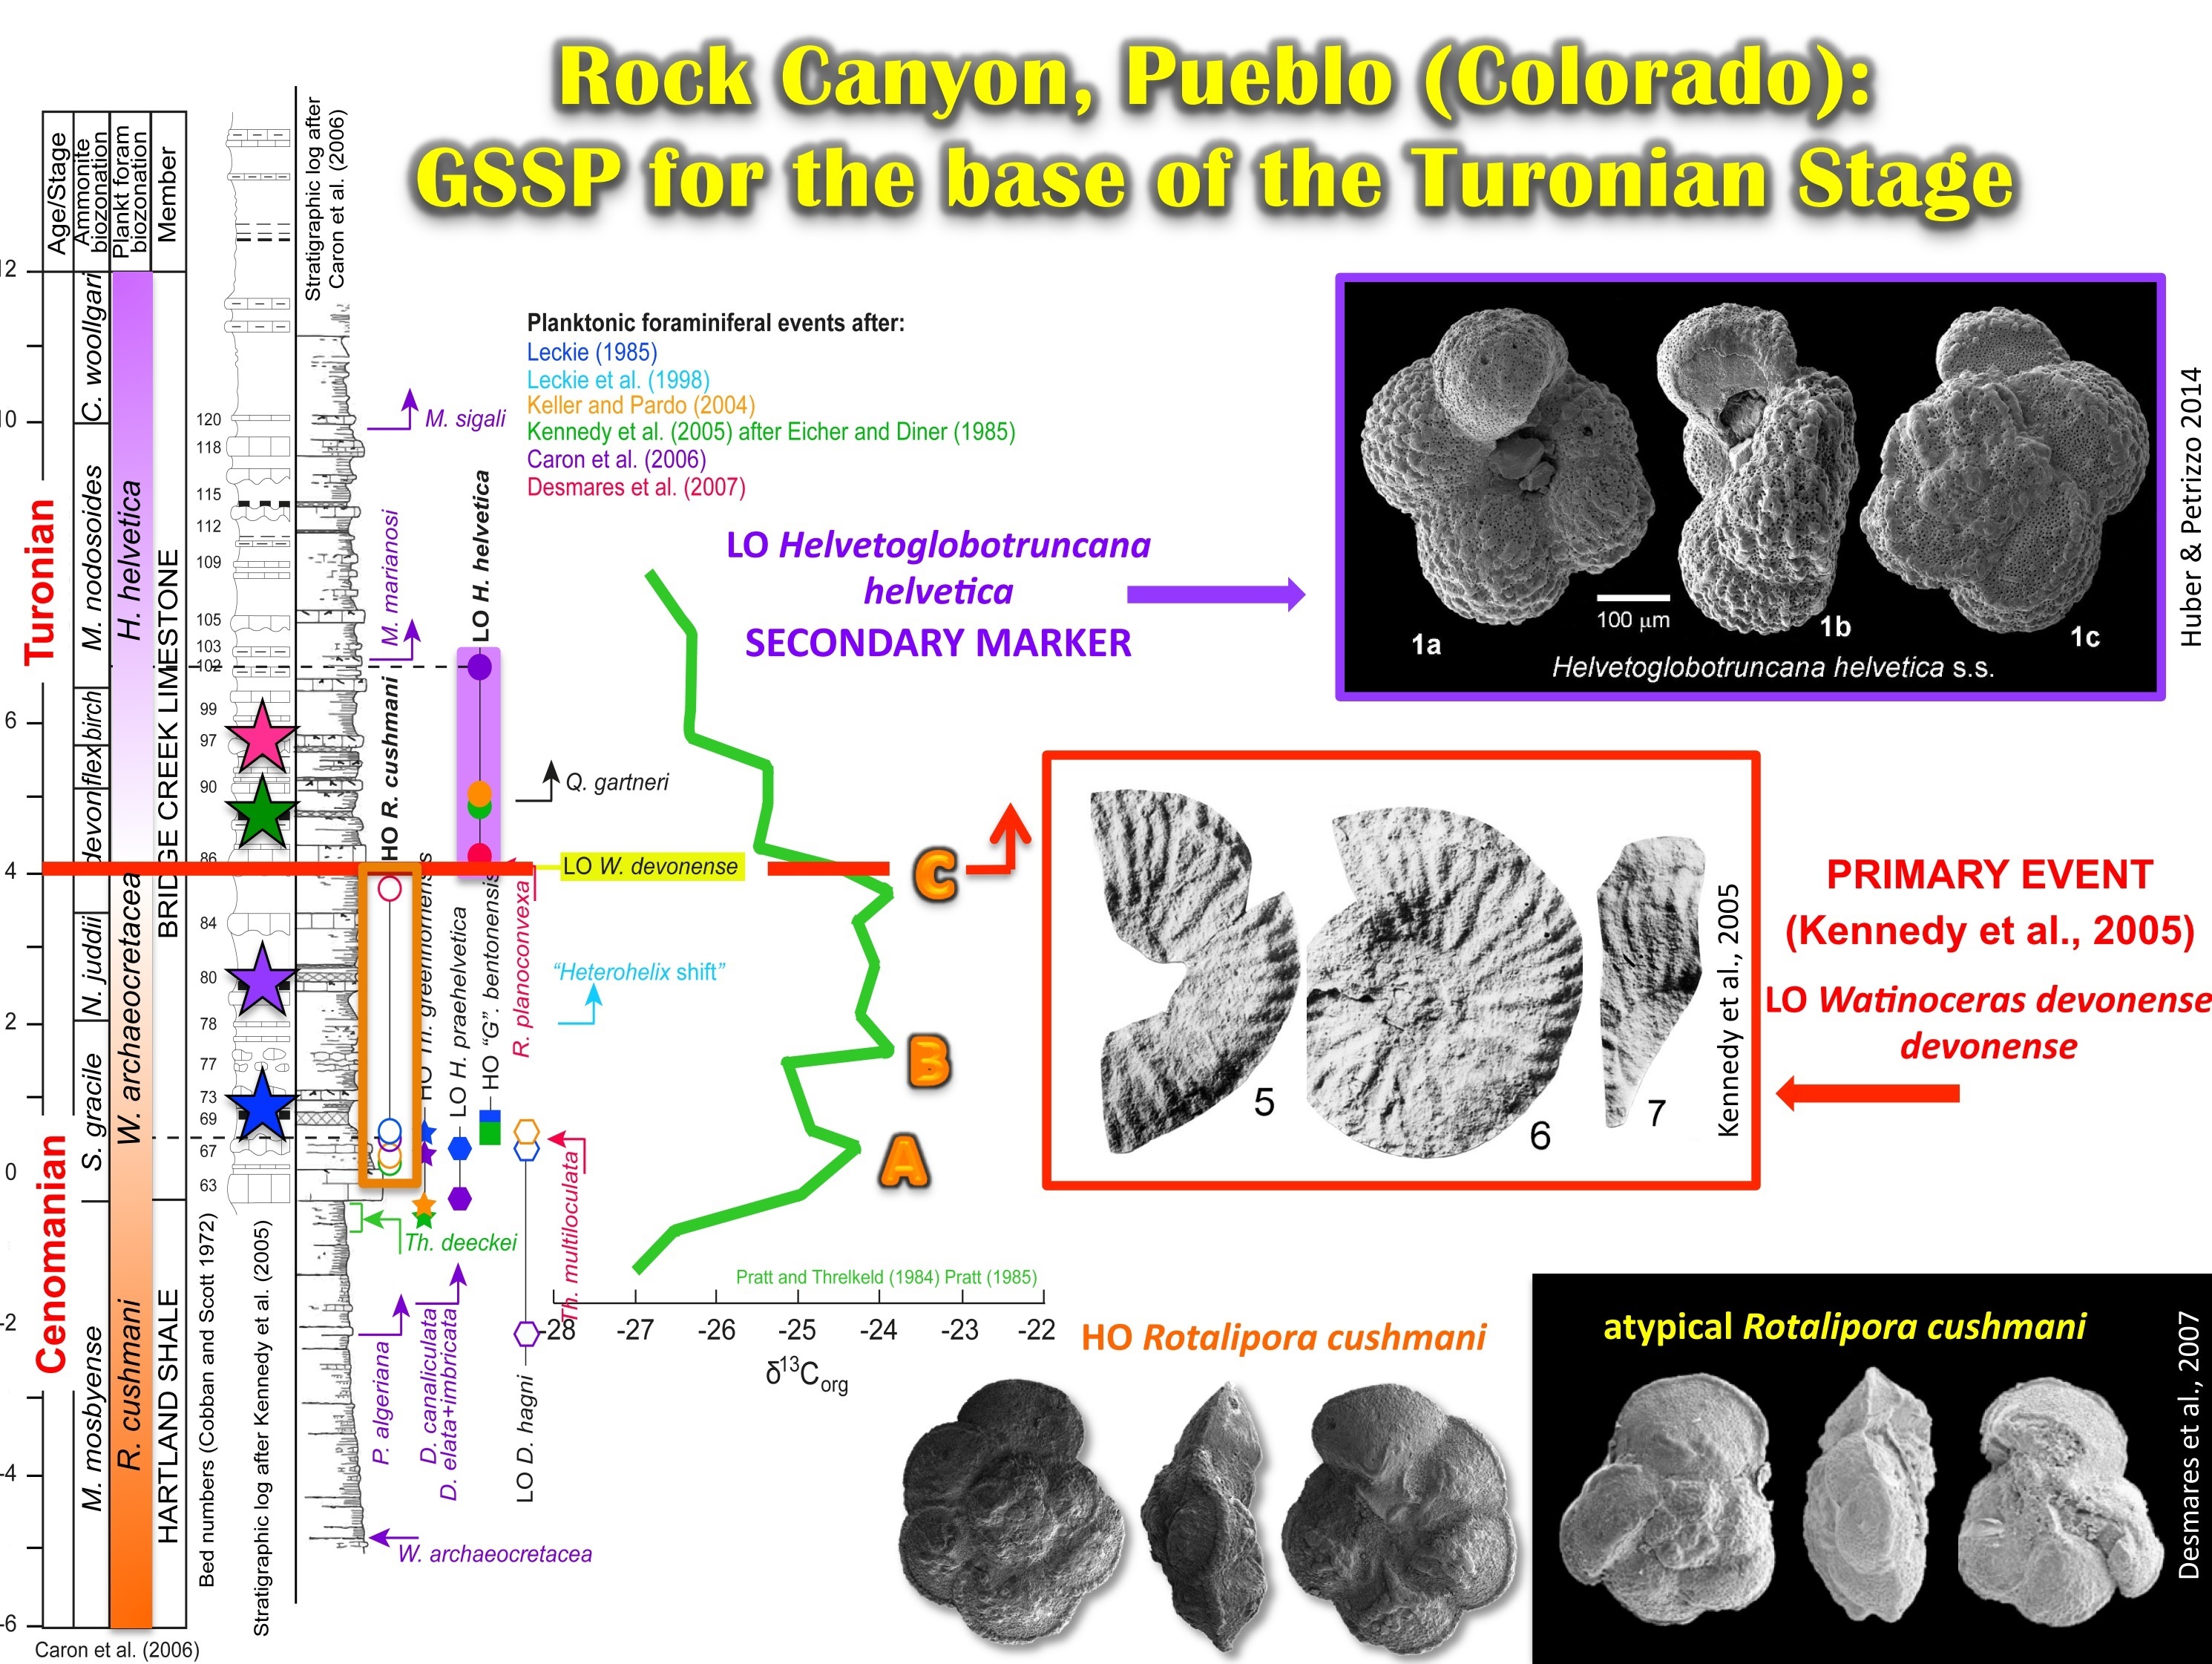 Rock Canyon, Pueblo (Colorado):
GSSP for the base of the Turonian Stage
Age/Stage
Ammonite
biozonation
Plankt foram
biozonation
Member
Stratigraphic log after
Caron et al. (2006)
12
10
6
4
2
0
-2
-4
-6
Turonian
Cenomanian
C. woollgari
M. nodosoides
birch
flex
devon
N. juddii
S. gracile
M. mosbyense
H. helvetica
W. archaeocretacea
R. cushmani
BRIDGE CREEK LIMESTONE
HARTLAND SHALE
120
118
115
112
109
105
103
102
99
97
90
86
84
80
78
77
73
69
67
63
Bed numbers (Cobban and Scott 1972)
Stratigraphic log after Kennedy et al. (2005)
Caron et al. (2006)
Planktonic foraminiferal events after:
Leckie (1985)
Leckie et al. (1998)
Keller and Pardo (2004)
Kennedy et al. (2005) after Eicher and Diner (1985)
Caron et al. (2006)
Desmares et al. (2007)
M. sigali
M. marianosi
LO H. helvetica
HO R. cushmani
Q. gartneri
LO W. devonense
HO Th. greenhornensis
LO H. praehelvetica
HO "G". bentonensis
R. planoconvexa
“Heterohelix shift”
Th. multiloculata
Th. deeckei
P. algeriana
D. canaliculata
D. elata+imbricata
LO D. hagni
W. archaeocretacea
C
B
A
Pratt and Threlkeld (1984) Pratt (1985)
-28 -27 -26 -25 -24 -23 -22
δ13Corg
LO Helvetoglobotruncana
helvetica
SECONDARY MARKER
1a
100 µm
1b
1c
Helvetoglobotruncana helvetica s.s.
Huber & Petrizzo 2014
5
6
7
Kennedy et al., 2005
PRIMARY EVENT
(Kennedy et al., 2005)
LO Watinoceras devonense
devonense
HO Rotalipora cushmani
atypical Rotalipora cushmani
Desmares et al., 2007